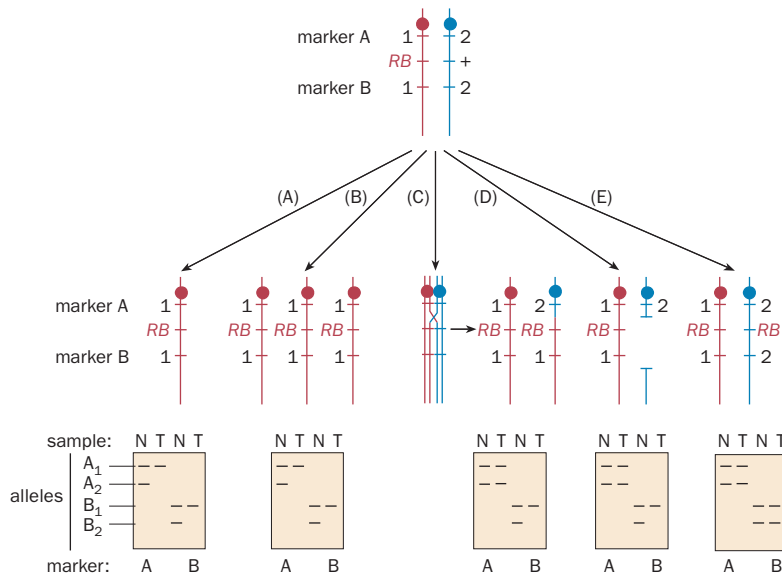 marker A 1 2
RB +
marker B 1 2
(A) (B) (C) (D) (E)
marker A 1 1 1 1 1 2 1 2 1 2
RB RB RB RB RB RB RB RB RB
marker B 1 1 1 1 1 1 1 1 2
sample: N T N T N T N T N T N T N T N T N T N T
alleles
A1
A2
B1
B2
marker: A B A B A B A B A B